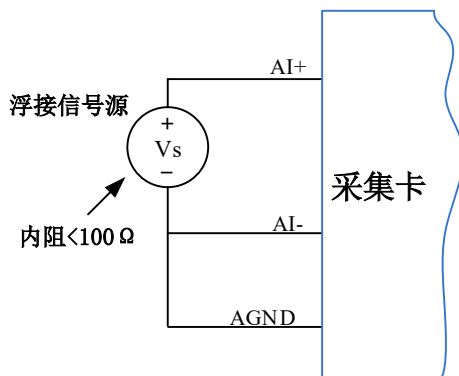 AI+
浮接信号源
+
Vs
−
采集卡
内阻<100Ω
AI-
AGND